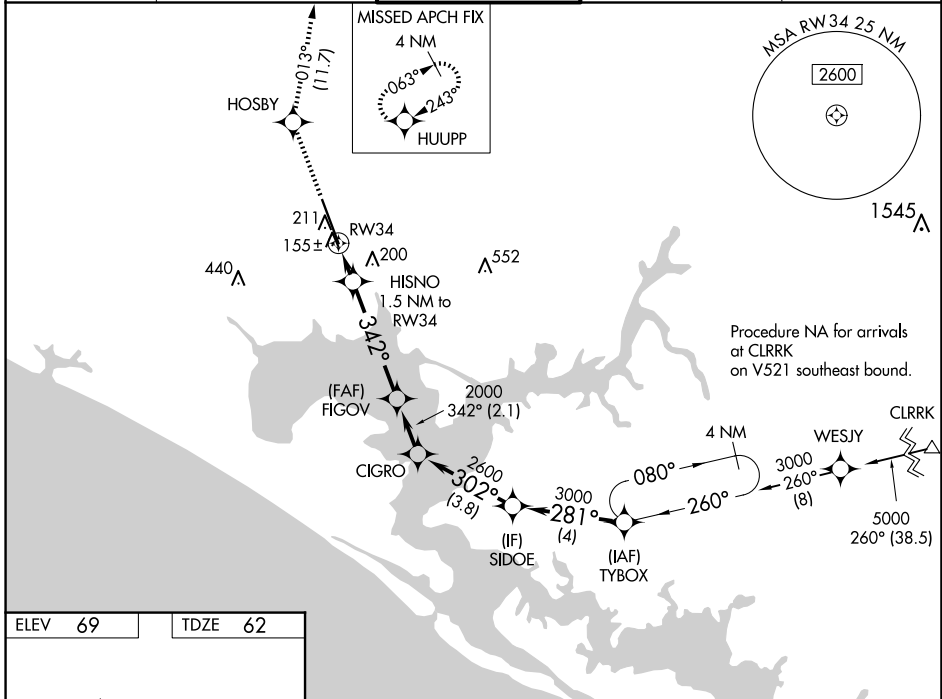 MISSED APCH FIX
4 NM
063°
243°
HUUPP
MSA RW34 25 NM
2600
013°
(11.7)
HOSBY
1545
211
RW34
155±
200
552
440
HISNO
1.5 NM to
RW34
342°
Procedure NA for arrivals
at CLRRK
on V521 southeast bound.
(FAF)
FIGOV
2000
342° (2.1)
CLRRK
WESJY
4 NM
CIGRO
2600
302°
(3.8)
080°
260°
3000
260°
(8)
3000
281°
(4)
5000
260° (38.5)
(IF)
SIDOE
(IAF)
TYBOX
ELEV 69
TDZE 62